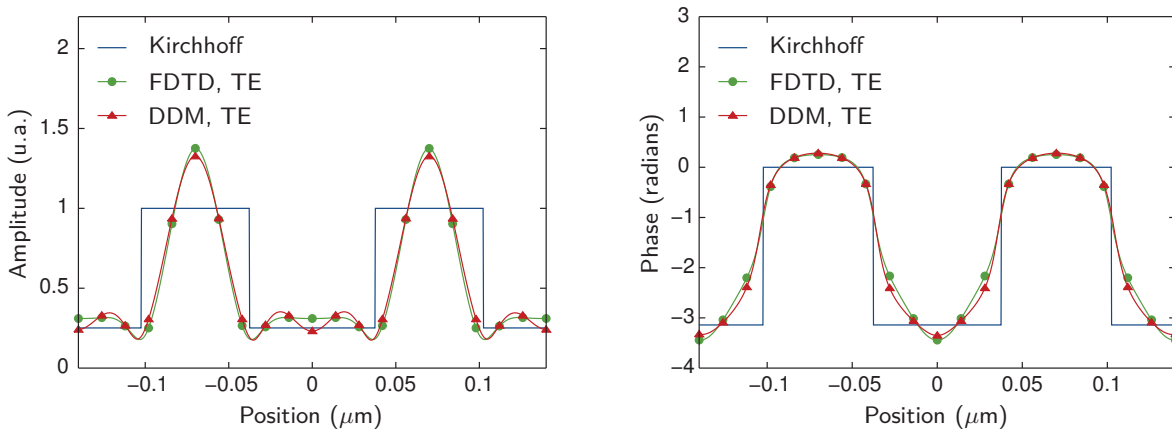 2
1.5
1
0.5
0
Amplitude (u.a.)
Kirchhoff
FDTD, TE
DDM, TE
−0.1
−0.05
0
0.05
0.1
Position (μm)
3
2
1
0
−1
−2
−3
−4
Phase (radians)
Kirchhoff
FDTD, TE
DDM, TE
−0.1
−0.05
0
0.05
0.1
Position (μm)